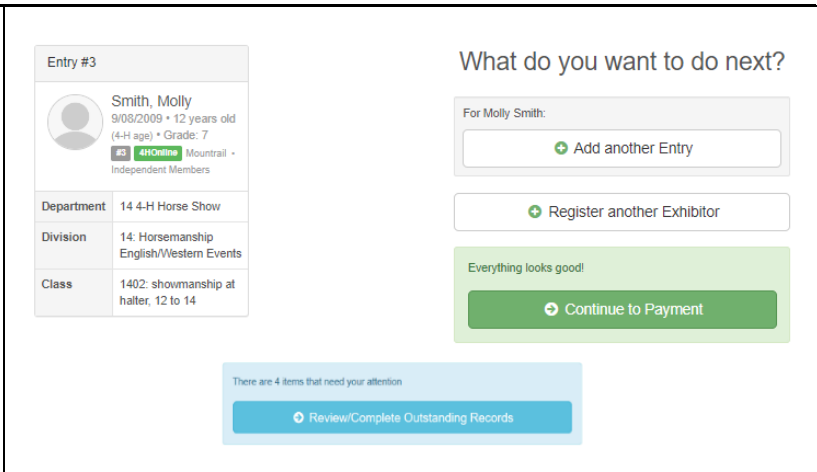 Entry #3
Smith, Molly
9/08/2009 • 12 years old
(4-H age) • Grade: 7
#3 4HOnline Mountrail •
Independent Members
Department 14 4-H Horse Show
Division 14: Horsemanship
English/Western Events
Class 1402: showmanship at
halter, 12 to 14
What do you want to do next?
For Molly Smith:
Add another Entry
Register another Exhibitor
Everything looks good!
Continue to Payment
There are 4 items that need your attention
Review/Complete Outstanding Records